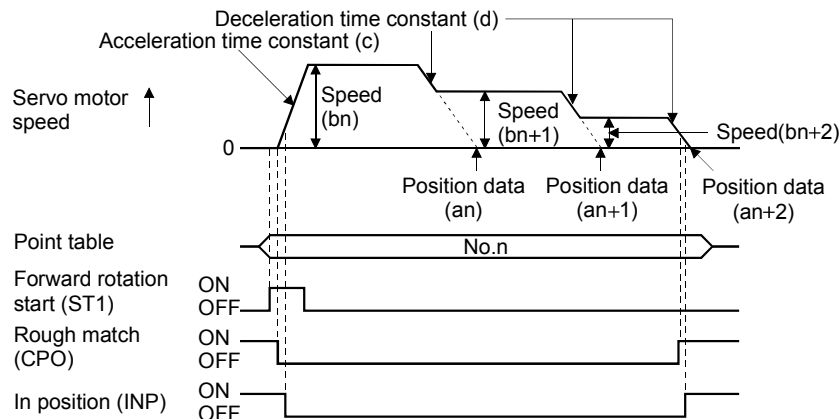 Deceleration time constant (d)
Acceleration time constant (c)
Servo motor
speed
Speed
(bn)
Speed
(bn+1)
Speed(bn+2)
0
Position data
(an)
Position data
(an+1)
Position data
(an+2)
Point table
No.n
Forward rotation
start (ST1)
ON
OFF
Rough match
(CPO)
ON
OFF
In position (INP)
ON
OFF